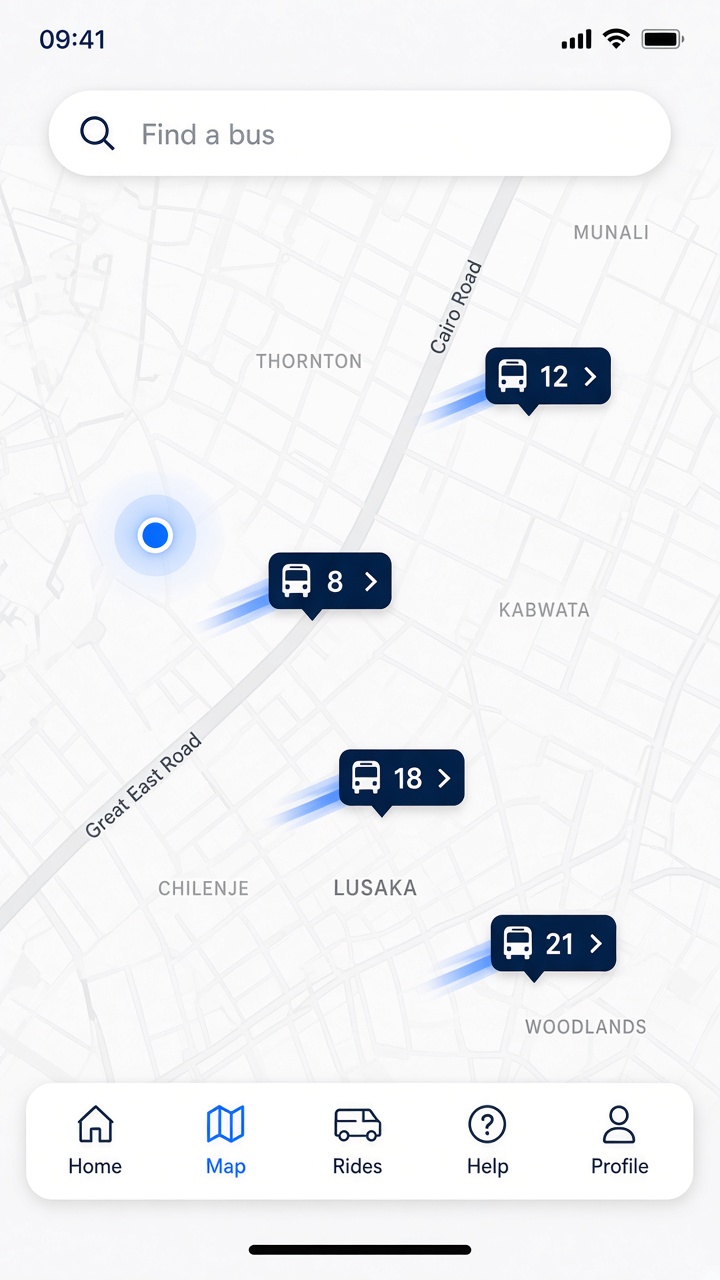 09:41
Find a bus
MUNALI
Cairo Road
THORNTON
12
8
KABWATA
Great East Road
18
CHILENJE
LUSAKA
21
WOODLANDS
Home
Map
Rides
Help
Profile